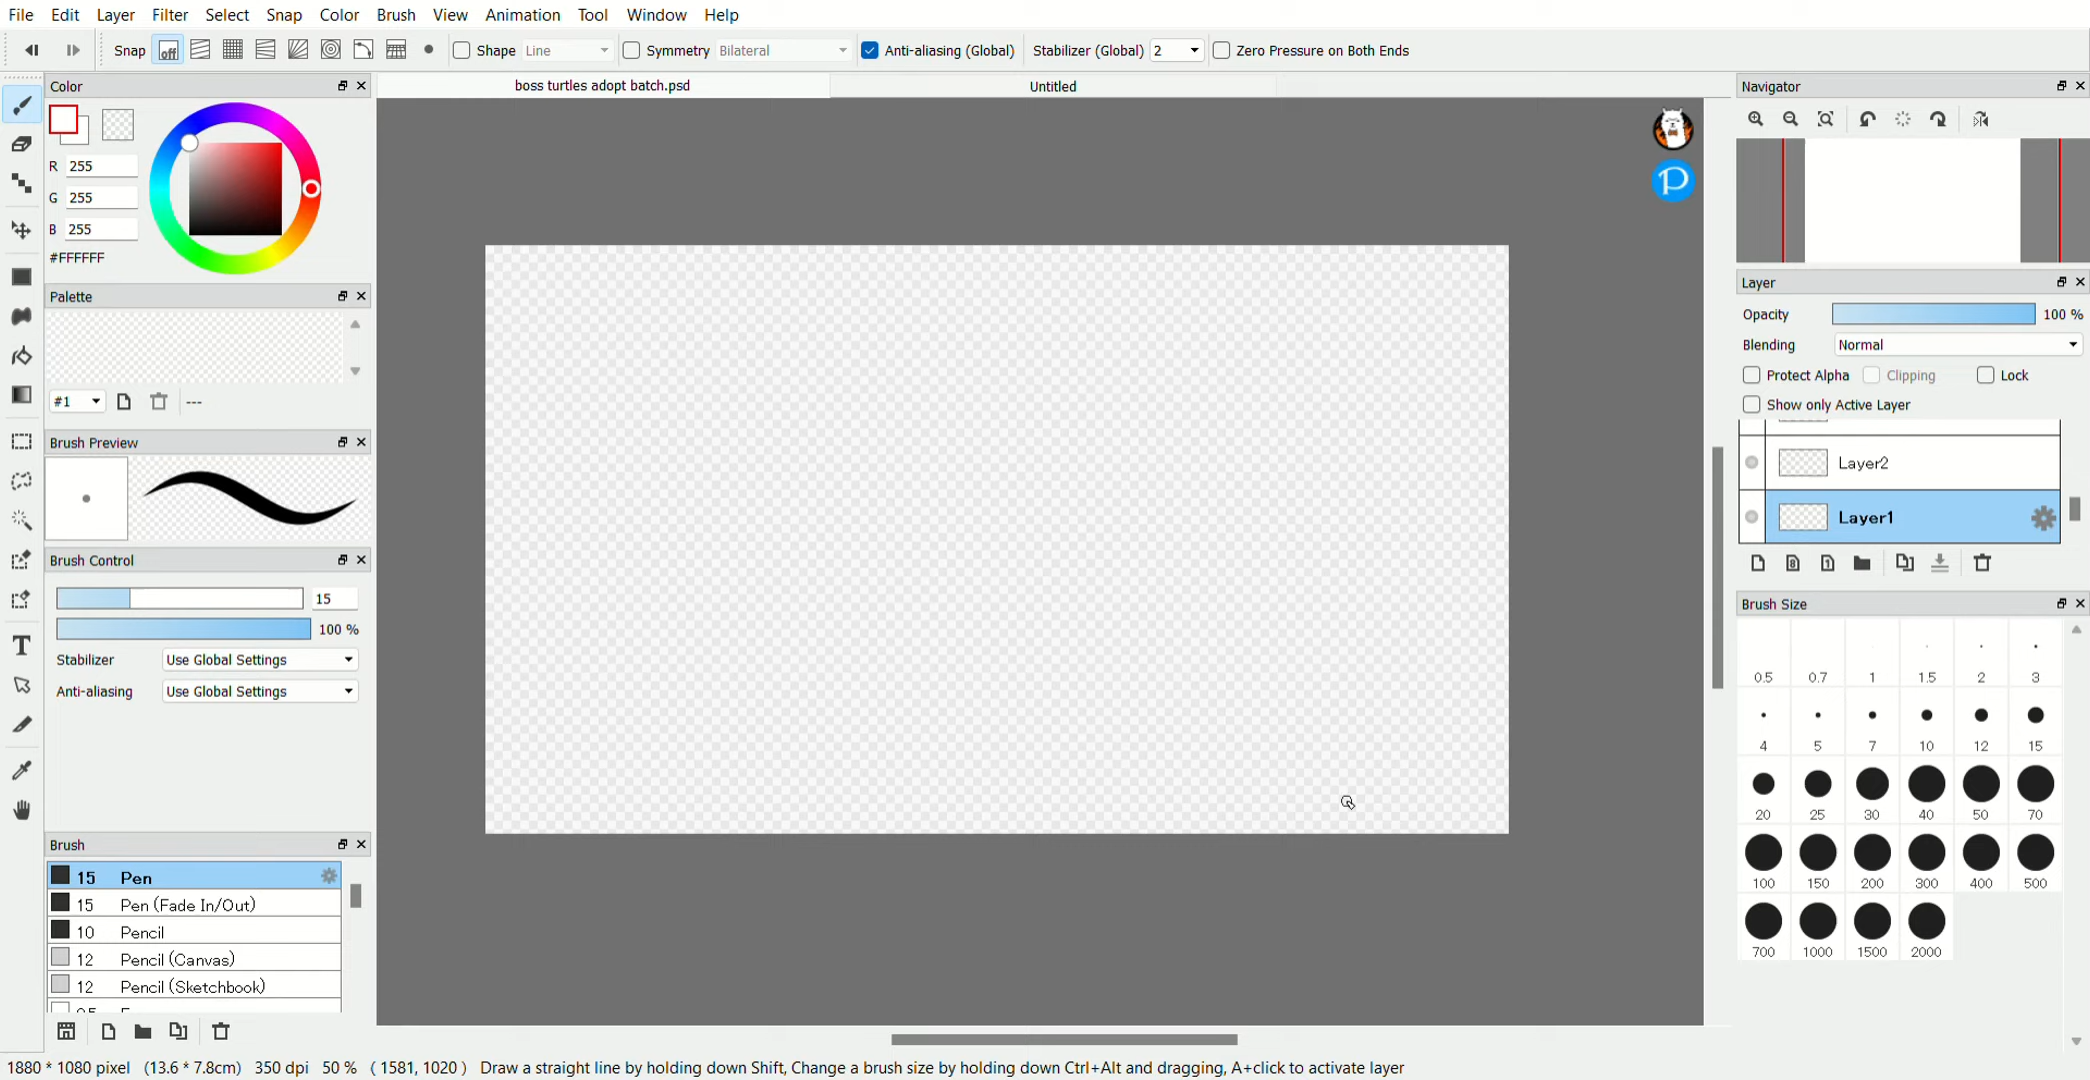 File Edit Layer Filter Select Snap Color Brush View Animation Tool Window Help
Snap off Shape Line Symmetry Bilateral Anti-aliasing (Global) Stabilizer (Global) 2 Zero Pressure on Both Ends
Color
R 255
G 255
B 255
#FFFFFF
Palette
#1 ---
Brush Preview
Brush Control
15
100 %
Stabilizer Use Global Settings
Anti-aliasing Use Global Settings
Brush
15 Pen
15 Pen (Fade In/Out)
10 Pencil
12 Pencil (Canvas)
12 Pencil (Sketchbook)
boss turtles adopt batch.psd Untitled
P
Navigator
Layer
Opacity 100 %
Blending Normal
Protect Alpha Clipping Lock
Show only Active Layer
Layer2
Layer1
8 1
Brush Size
0.5 0.7 1 1.5 2 3
4 5 7 10 12 15
20 25 30 40 50 70
100 150 200 300 400 500
700 1000 1500 2000
1880 * 1080 pixel (13.6 * 7.8cm) 350 dpi 50 % ( 1581, 1020 ) Draw a straight line by holding down Shift, Change a brush size by holding down Ctrl+Alt and dragging, A+click to activate layer